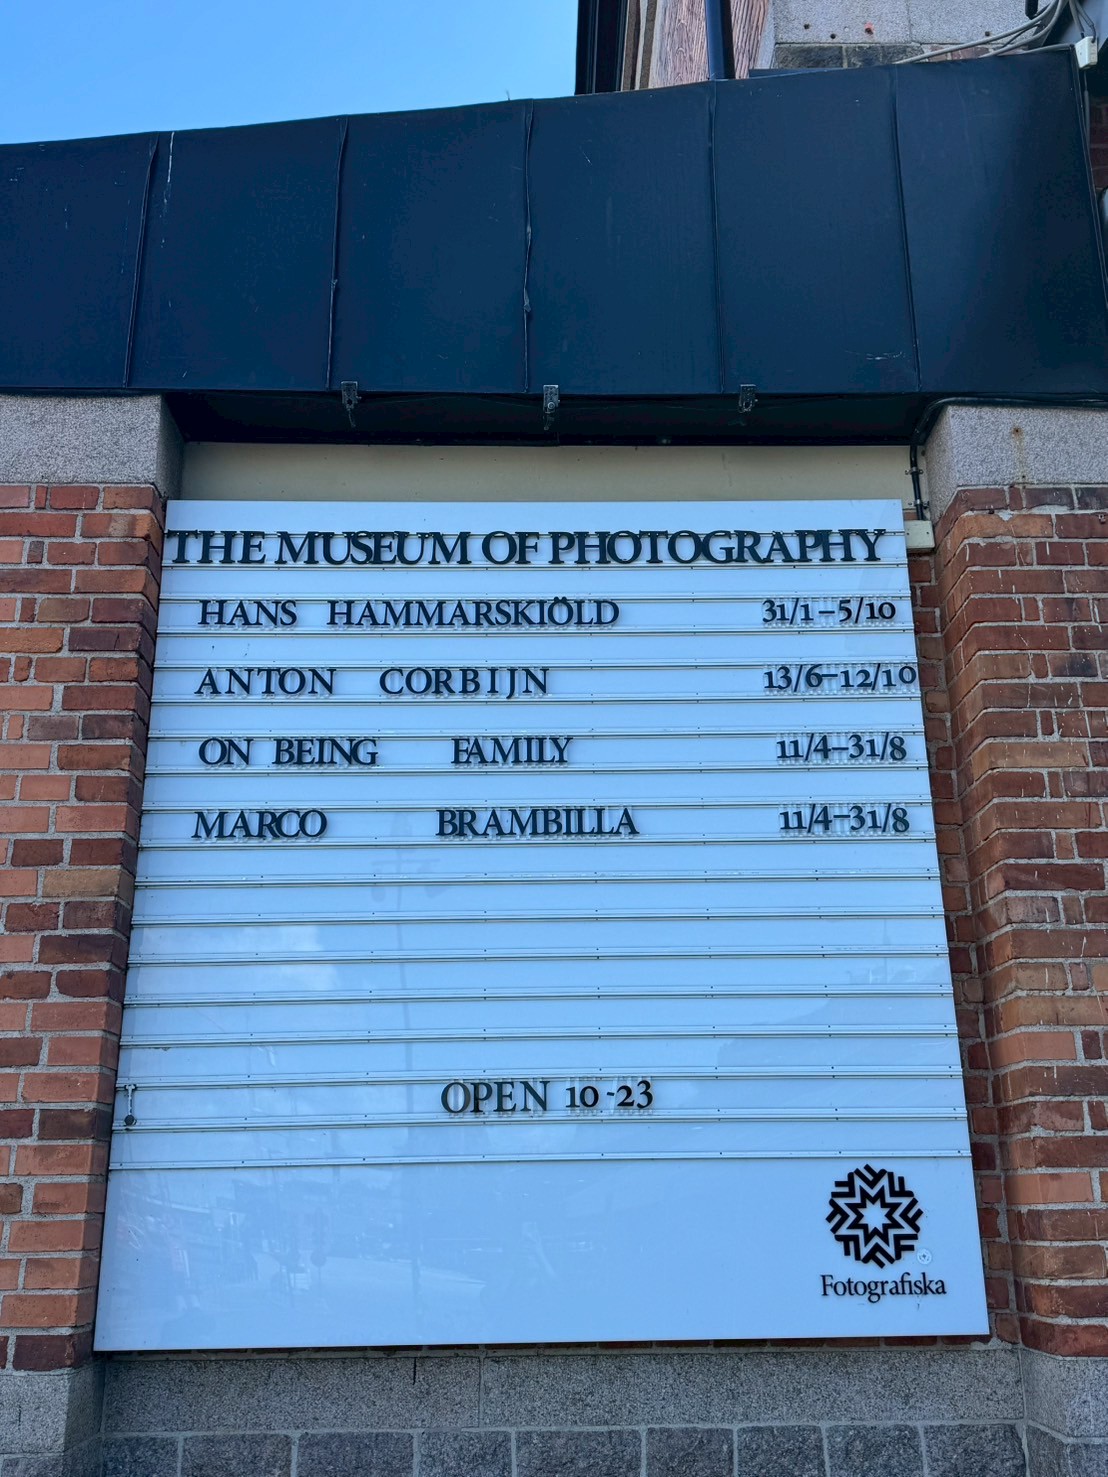 THE MUSEUM OF PHOTOGRAPHY
HANS HAMMARSKIÖLD 31/1–5/10
ANTON CORBIJN 13/6–12/10
ON BEING FAMILY 11/4–31/8
MARCO BRAMBILLA 11/4–31/8
OPEN 10-23
Fotografiska